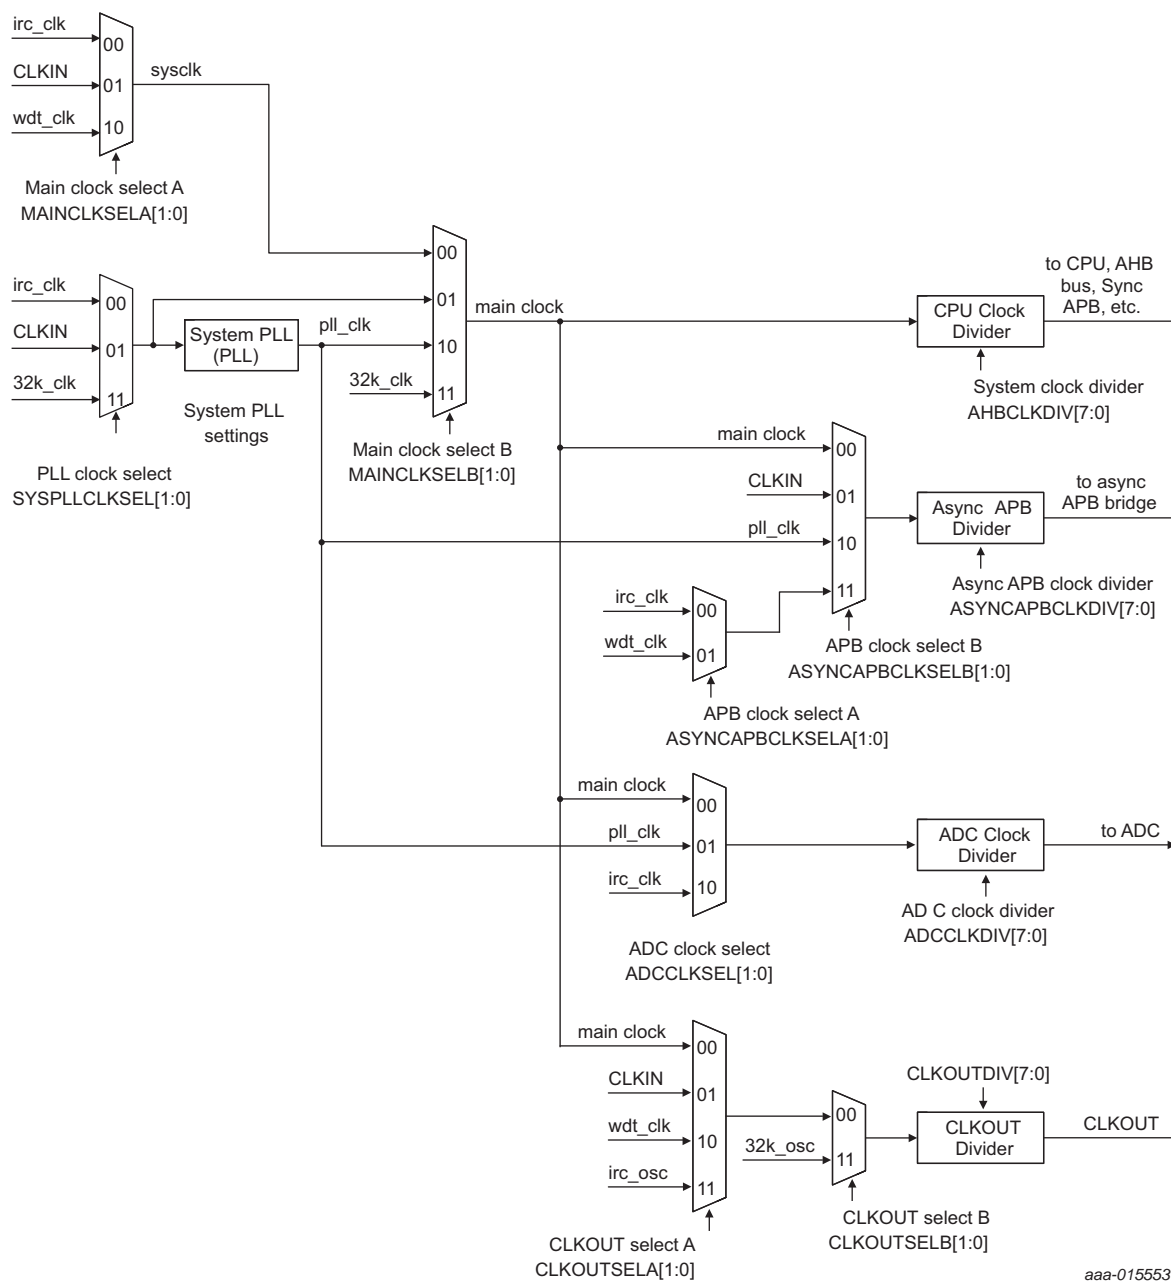 irc_clk
00
CLKIN
01
sysclk
wdt_clk
10
Main clock select A
MAINCLKSELA[1:0]
irc_clk
00
CLKIN
01
32k_clk
11
PLL clock select
SYSPLLCLKSEL[1:0]
System PLL
(PLL)
System PLL
settings
pll_clk
32k_clk
00
01
10
11
Main clock select B
MAINCLKSELB[1:0]
main clock
CPU Clock
Divider
to CPU, AHB
bus, Sync
APB, etc.
System clock divider
AHBCLKDIV[7:0]
main clock
00
CLKIN
01
pll_clk
10
11
irc_clk
00
wdt_clk
01
APB clock select A
ASYNCAPBCLKSELA[1:0]
APB clock select B
ASYNCAPBCLKSELB[1:0]
Async APB
Divider
to async
APB bridge
Async APB clock divider
ASYNCAPBCLKDIV[7:0]
main clock
00
pll_clk
01
irc_clk
10
ADC clock select
ADCCLKSEL[1:0]
ADC Clock
Divider
to ADC
AD C clock divider
ADCCLKDIV[7:0]
main clock
00
CLKIN
01
wdt_clk
10
irc_osc
11
CLKOUT select A
CLKOUTSELA[1:0]
00
32k_osc
11
CLKOUT select B
CLKOUTSELB[1:0]
CLKOUTDIV[7:0]
CLKOUT
Divider
CLKOUT
aaa-015553